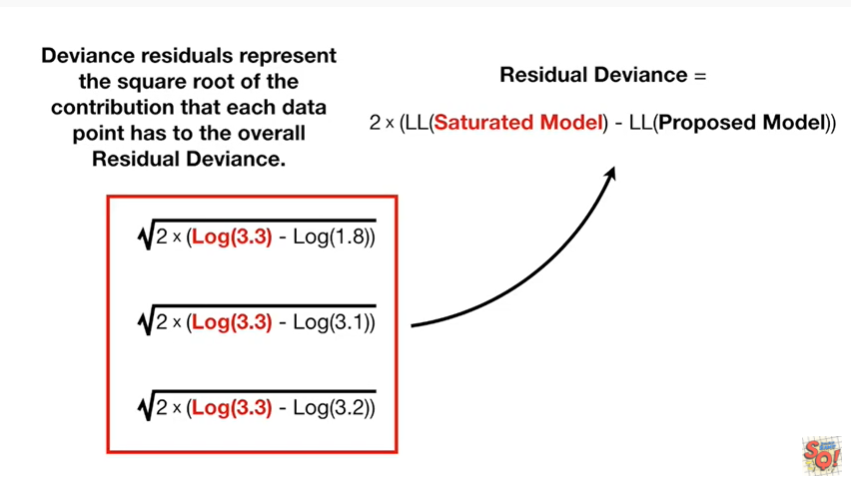 Deviance residuals represent
the square root of the
contribution that each data
point has to the overall
Residual Deviance.
Residual Deviance =
2 × (LL(Saturated Model) - LL(Proposed Model))
√2 × (Log(3.3) - Log(1.8))
√2 × (Log(3.3) - Log(3.1))
√2 × (Log(3.3) - Log(3.2))
SQ!